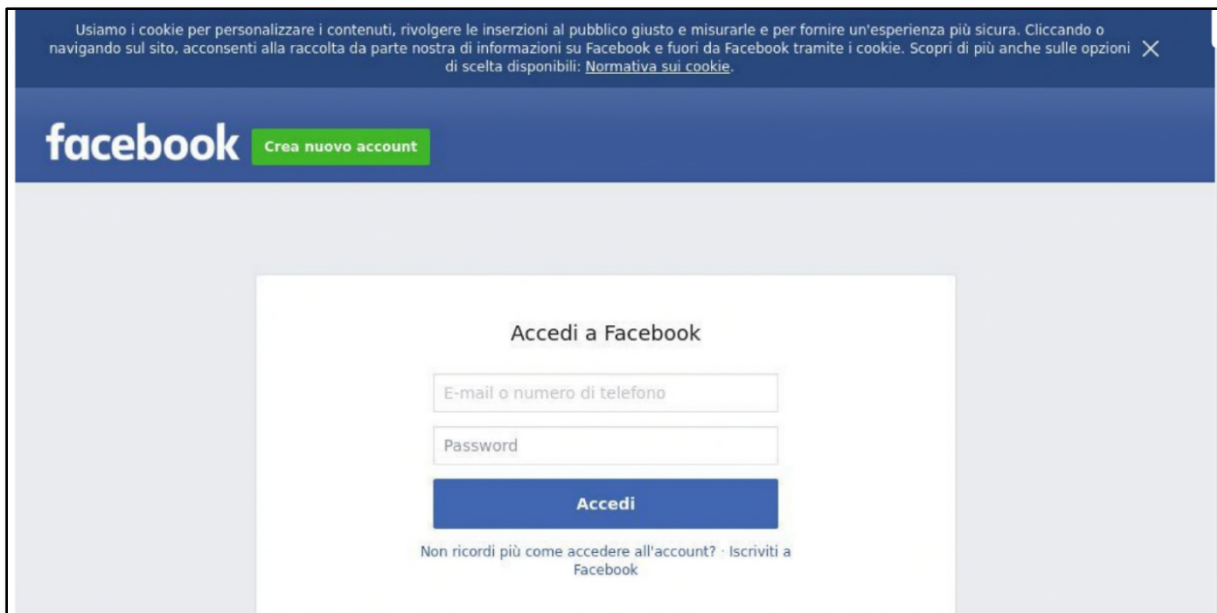 Usiamo i cookie per personalizzare i contenuti, rivolgere le inserzioni al pubblico giusto e misurarle e per fornire un'esperienza più sicura. Cliccando o
navigando sul sito, acconsenti alla raccolta da parte nostra di informazioni su Facebook e fuori da Facebook tramite i cookie. Scopri di più anche sulle opzioni
di scelta disponibili: Normativa sui cookie.
facebook Crea nuovo account
Accedi a Facebook
E-mail o numero di telefono
Password
Accedi
Non ricordi più come accedere all'account? · Iscriviti a
Facebook